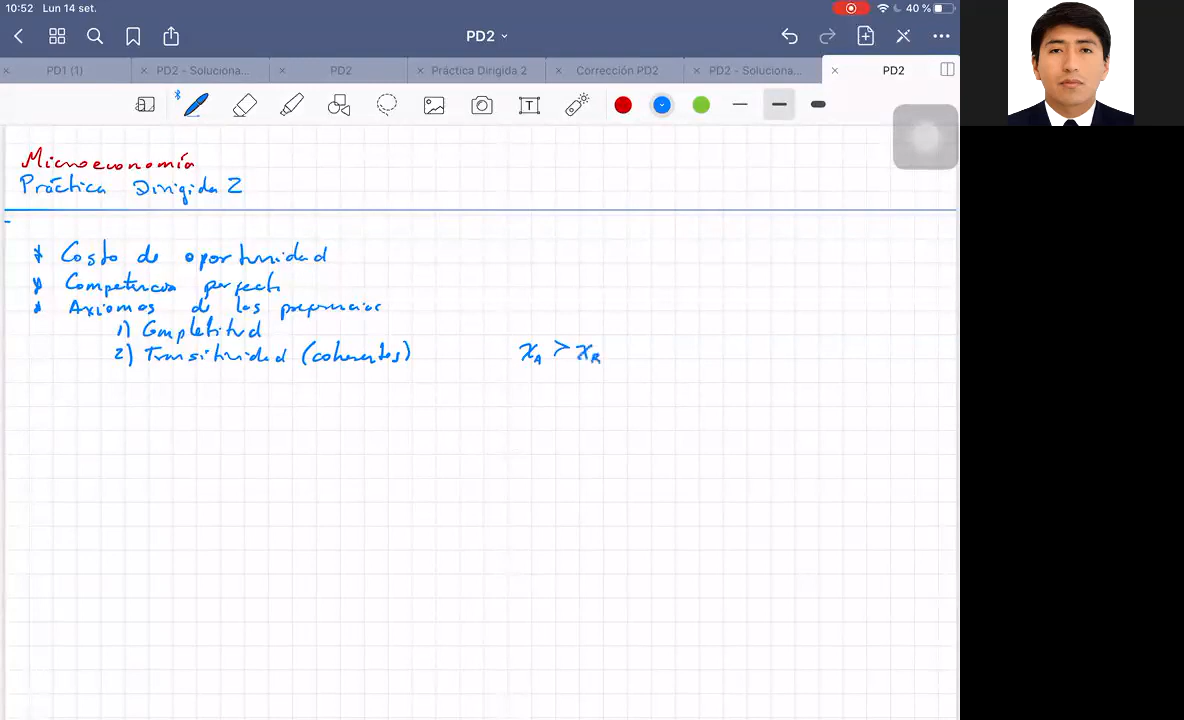 10:52 Lun 14 set. 40 %
PD2
PD1 (1) PD2 - Soluciona... PD2 Práctica Dirigida 2 Corrección PD2 PD2 - Soluciona... PD2
Microeconomía
Práctica Dirigida 2
* Costo de oportunidad
* Competencia perfecta
* Axiomas de las preferencias
1) Completitud
2) Transitividad (coherentes) x_A > x_B